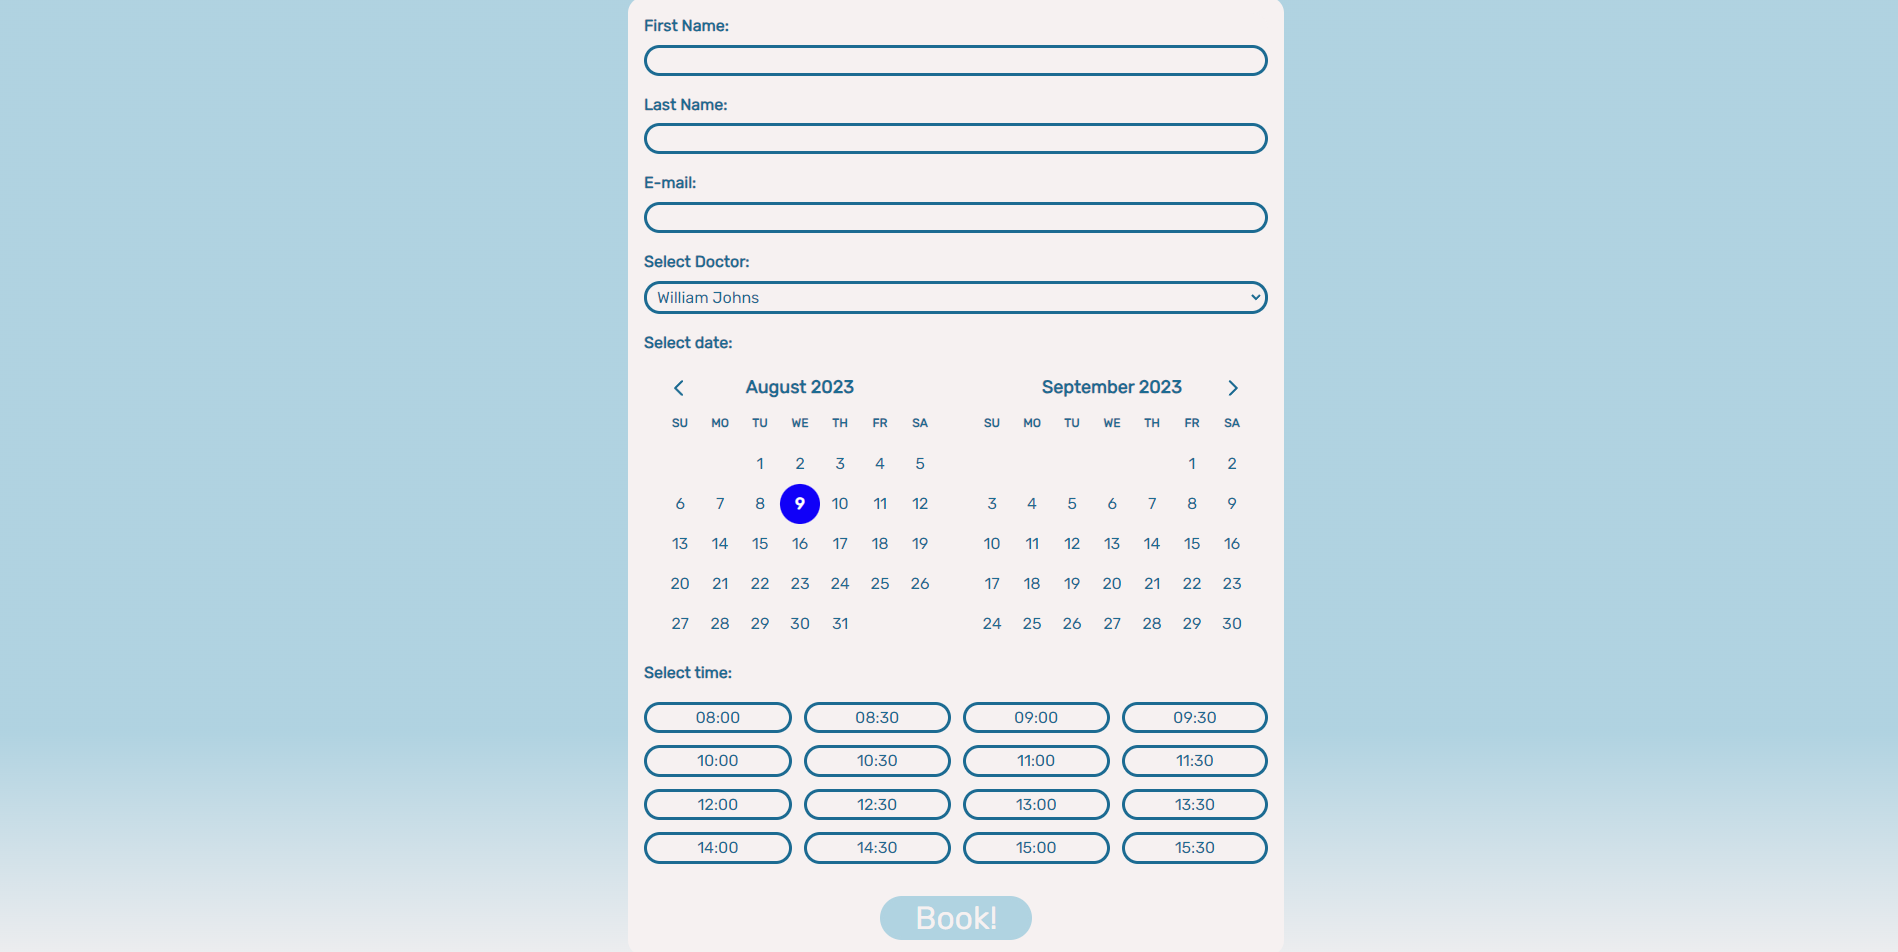 First Name:
Last Name:
E-mail:
Select Doctor:
William Johns
Select date:
August 2023
SU MO TU WE TH FR SA
1 2 3 4 5
6 7 8 9 10 11 12
13 14 15 16 17 18 19
20 21 22 23 24 25 26
27 28 29 30 31
September 2023
SU MO TU WE TH FR SA
1 2
3 4 5 6 7 8 9
10 11 12 13 14 15 16
17 18 19 20 21 22 23
24 25 26 27 28 29 30
Select time:
08:00 08:30 09:00 09:30
10:00 10:30 11:00 11:30
12:00 12:30 13:00 13:30
14:00 14:30 15:00 15:30
Book!